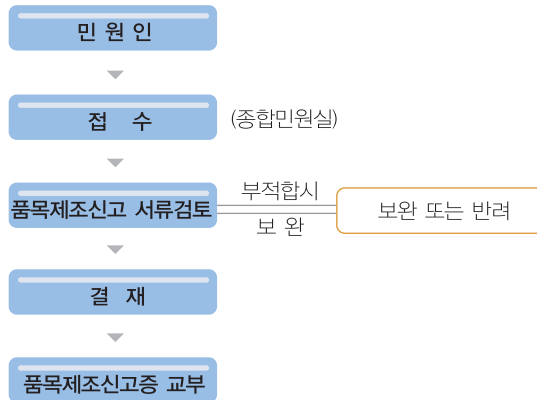 민 원 인
접 수
(종합민원실)
품목제조신고 서류검토
부적합시
보 완
보완 또는 반려
결 재
품목제조신고증 교부